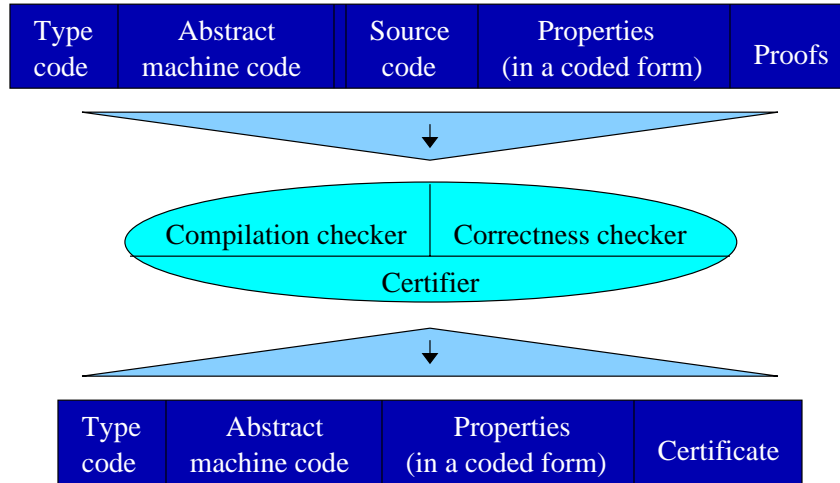 Type Abstract Source Properties Proofs
code machine code code (in a coded form)
Compilation checker Correctness checker
Certifier
Type Abstract Properties Certificate
code machine code (in a coded form)